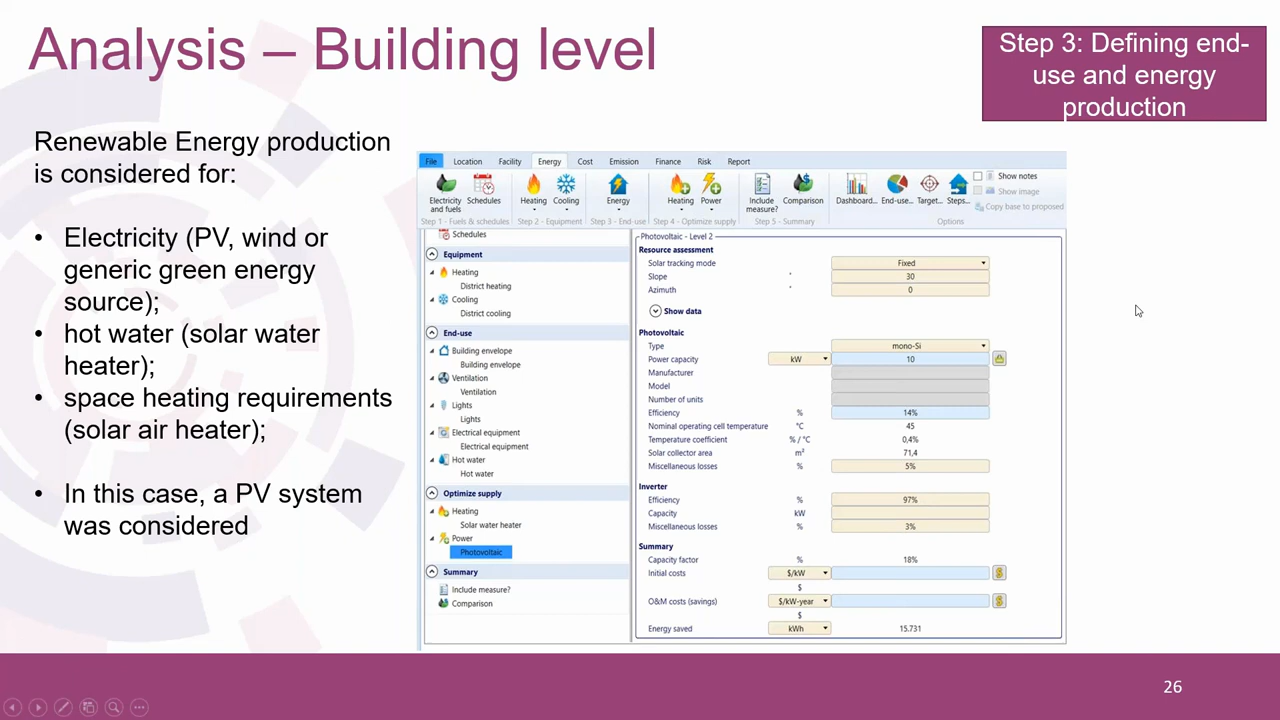 Analysis – Building level
Step 3: Defining end-
use and energy
production
Renewable Energy production
is considered for:
• Electricity (PV, wind or
generic green energy
source);
• hot water (solar water
heater);
• space heating requirements
(solar air heater);
• In this case, a PV system
was considered
File Location Facility Energy Cost Emission Finance Risk Report
Electricity
and fuels
Schedules
Heating Cooling
Energy
Heating Power
Include
measure?
Comparison
Dashboard... End-use... Target... Steps...
Show notes
Show image
Copy base to proposed
Step 1 - Fuels & schedules Step 2 - Equipment Step 3 - End-use Step 4 - Optimize supply Step 5 - Summary Options
Schedules
Equipment
Heating
District heating
Cooling
District cooling
End-use
Building envelope
Building envelope
Ventilation
Ventilation
Lights
Lights
Electrical equipment
Electrical equipment
Hot water
Hot water
Optimize supply
Heating
Solar water heater
Power
Photovoltaic
Summary
Include measure?
Comparison
Photovoltaic - Level 2
Resource assessment
Solar tracking mode Fixed
Slope ° 30
Azimuth ° 0
Show data
Photovoltaic
Type mono-Si
Power capacity kW 10
Manufacturer
Model
Number of units
Efficiency % 14%
Nominal operating cell temperature °C 45
Temperature coefficient % / °C 0,4%
Solar collector area m² 71,4
Miscellaneous losses % 5%
Inverter
Efficiency % 97%
Capacity kW
Miscellaneous losses % 3%
Summary
Capacity factor % 18%
Initial costs $/kW
$
O&M costs (savings) $/kW-year
$
Energy saved kWh 15.731
26